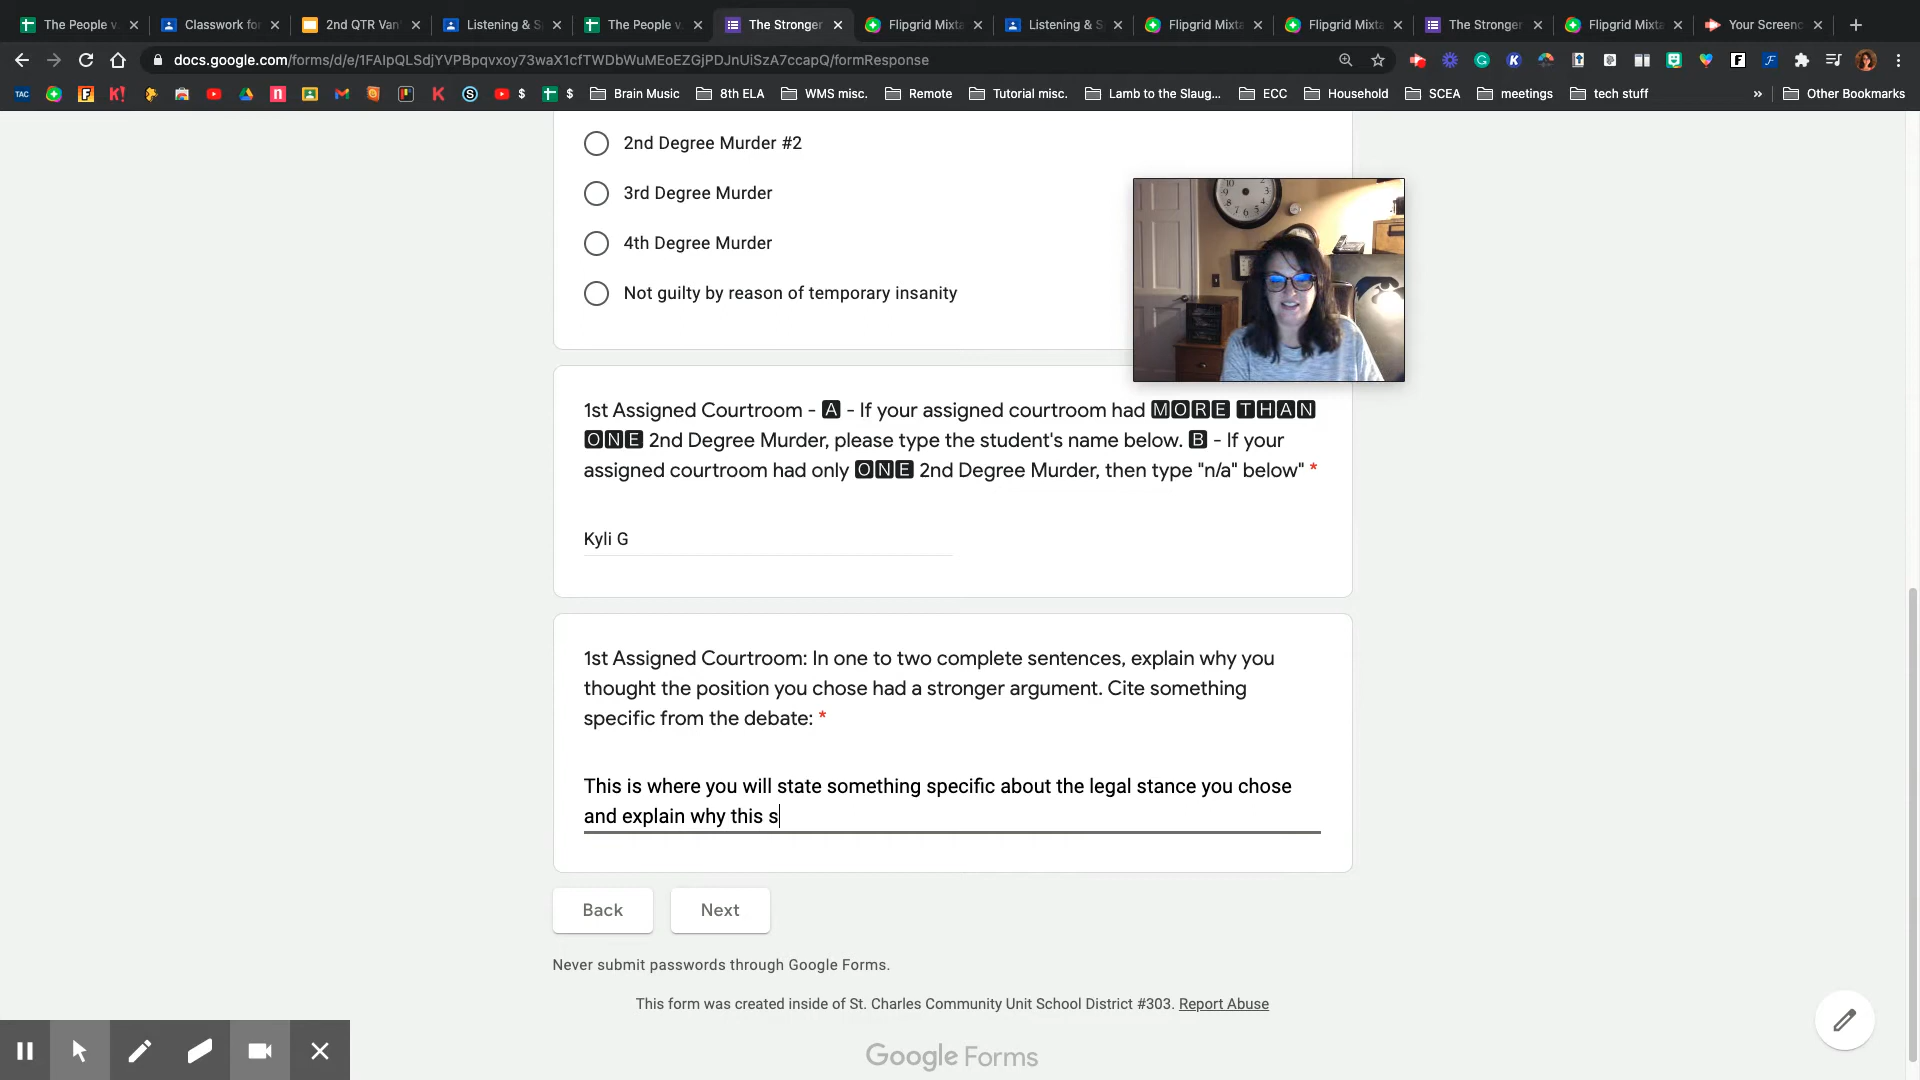 The People v.
Classwork for
2nd QTR Van
Listening & S
The People v.
The Stronger
Flipgrid Mixta
Listening & S
Flipgrid Mixta
Flipgrid Mixta
The Stronger
Flipgrid Mixta
Your Screenc
docs.google.com/forms/d/e/1FAIpQLSdjYVPBpqvxoy73waX1cfTWDbWuMEoEZGjPDJnUiSzA7ccapQ/formResponse
TAC $ $ Brain Music 8th ELA WMS misc. Remote Tutorial misc. Lamb to the Slaug... ECC Household SCEA meetings tech stuff » Other Bookmarks
2nd Degree Murder #2
3rd Degree Murder
4th Degree Murder
Not guilty by reason of temporary insanity
1st Assigned Courtroom - A - If your assigned courtroom had MORE THAN
ONE 2nd Degree Murder, please type the student's name below. B - If your
assigned courtroom had only ONE 2nd Degree Murder, then type "n/a" below" *
Kyli G
1st Assigned Courtroom: In one to two complete sentences, explain why you
thought the position you chose had a stronger argument. Cite something
specific from the debate: *
This is where you will state something specific about the legal stance you chose
and explain why this s
Back
Next
Never submit passwords through Google Forms.
This form was created inside of St. Charles Community Unit School District #303. Report Abuse
Google Forms